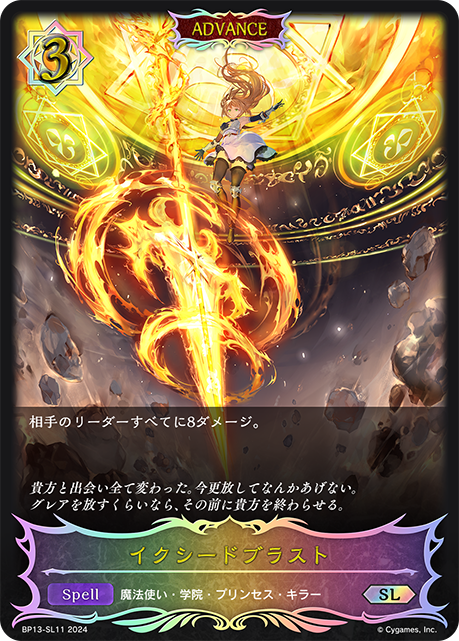 ADVANCE
3
相手のリーダーすべてに8ダメージ。
貴方と出会い全て変わった。今更放してなんかあげない。
グレアを放すくらいなら、その前に貴方を終わらせる。
イクシードブラスト
Spell 魔法使い・学院・プリンセス・キラー SL
BP13-SL11 2024 © Cygames, Inc.